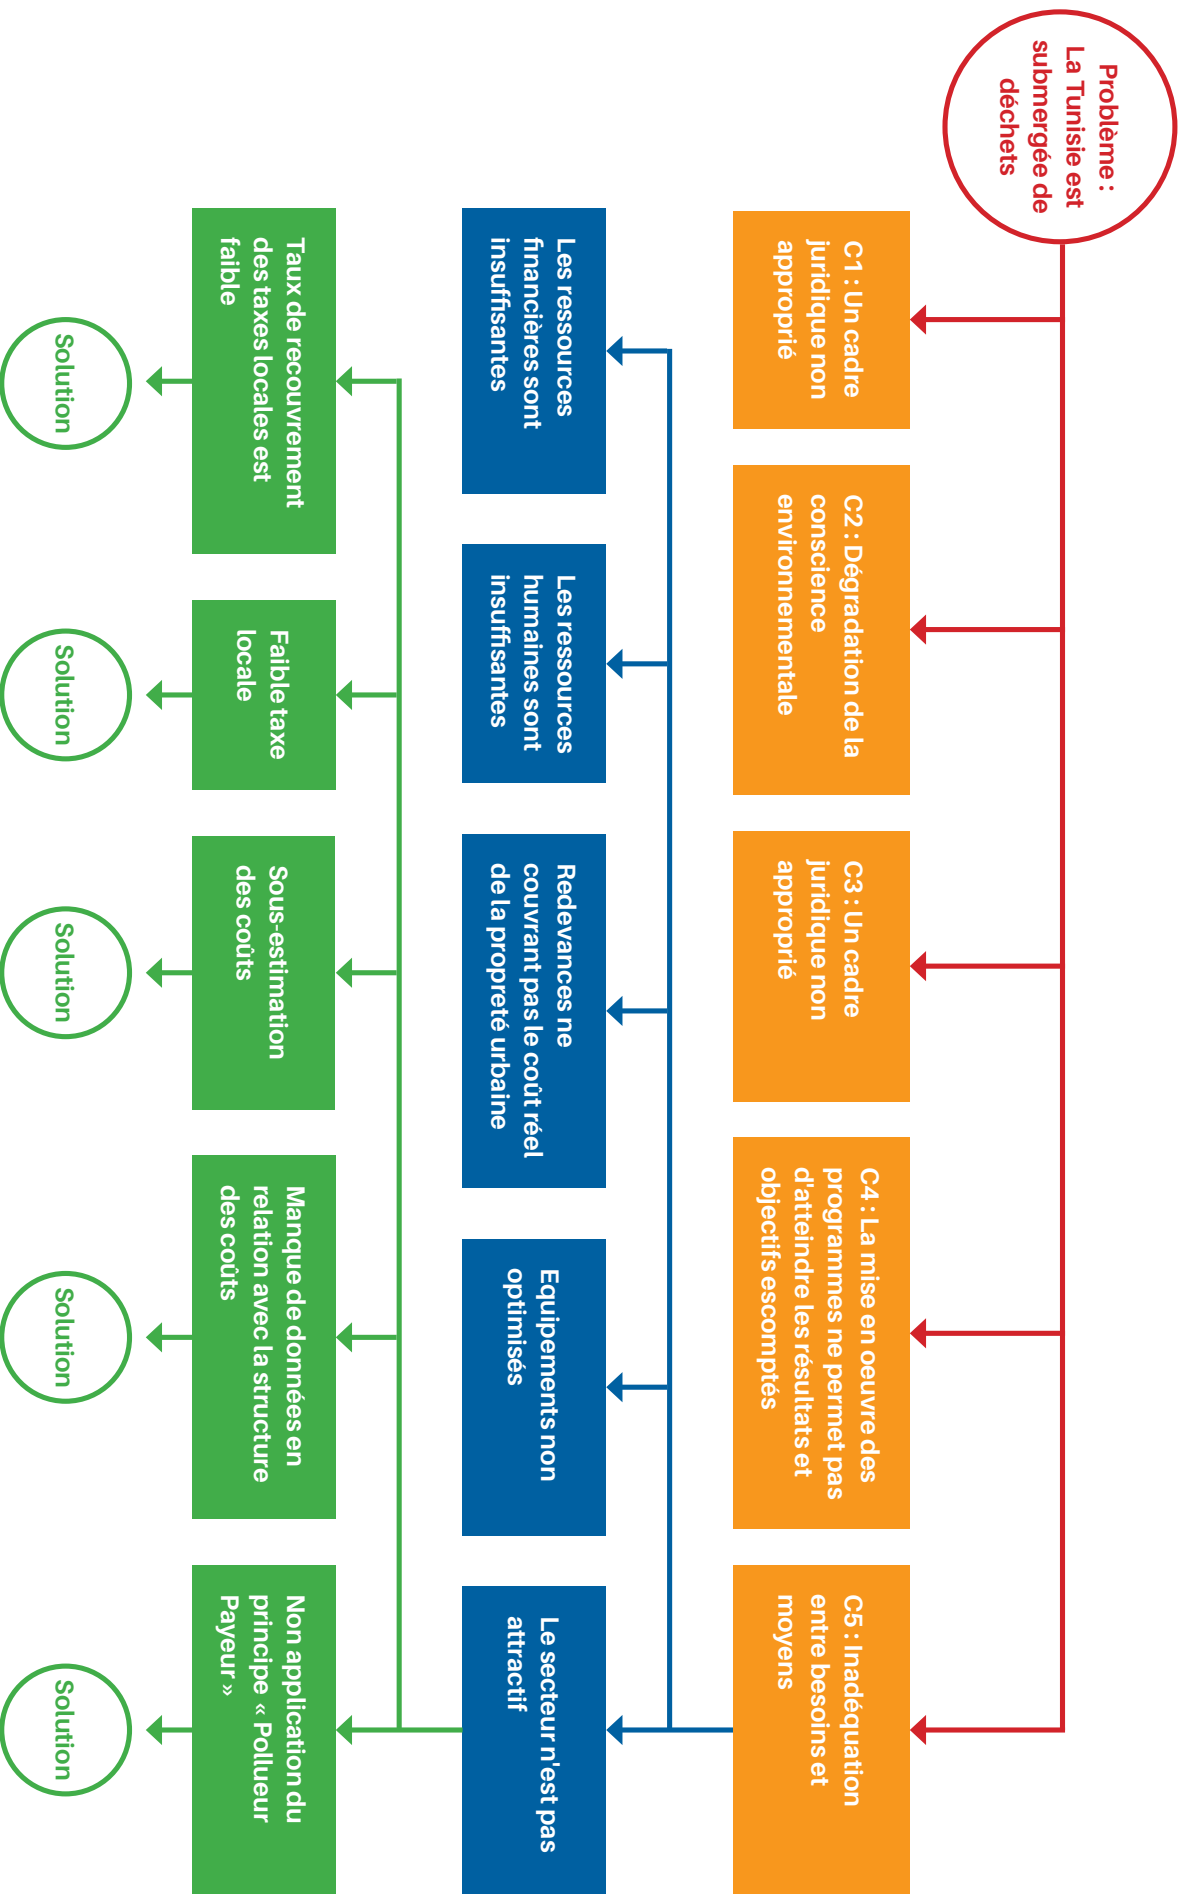 Problème :
La Tunisie est
submergée de
déchets
C1 : Un cadre
juridique non
approprié
C2 : Dégradation de la
conscience
environnementale
C3 : Un cadre
juridique non
approprié
C4 : La mise en oeuvre des
programmes ne permet pas
d'atteindre les résultats et
objectifs escomptés
C5 : Inadéquation
entre besoins et
moyens
Les ressources
financières sont
insuffisantes
Les ressources
humaines sont
insuffisantes
Redevances ne
couvrant pas le coût réel
de la propreté urbaine
Equipements non
optimisés
Le secteur n'est pas
attractif
Taux de recouvrement
des taxes locales est
faible
Faible taxe
locale
Sous-estimation
des coûts
Manque de données en
relation avec la structure
des coûts
Non application du
principe « Pollueur
Payeur »
Solution
Solution
Solution
Solution
Solution